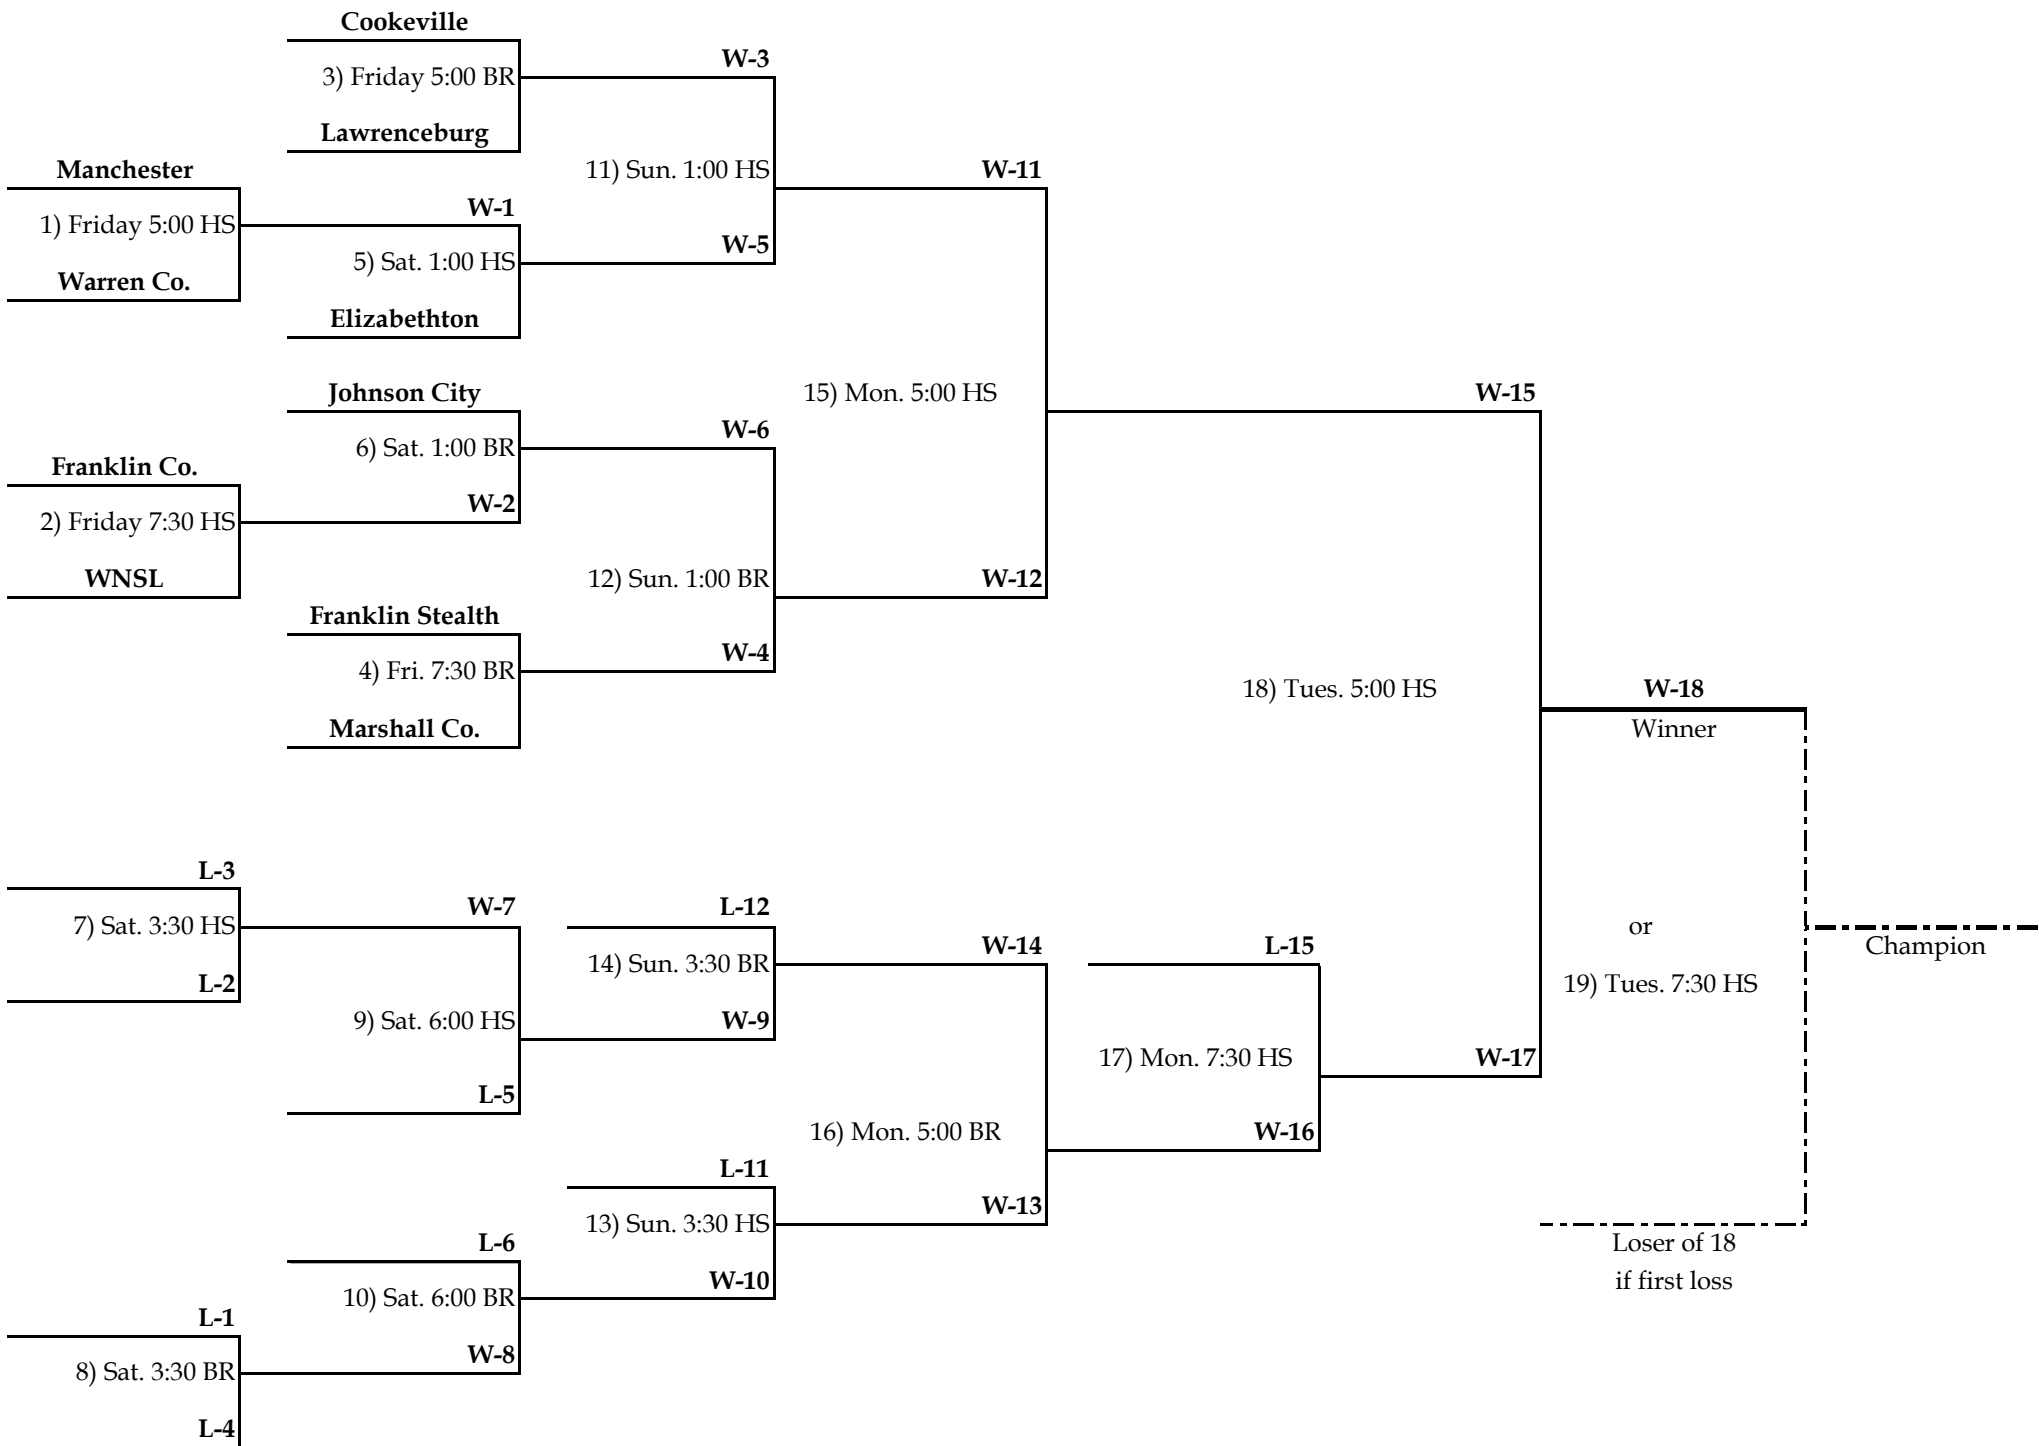 Cookeville
3) Friday 5:00 BR
Lawrenceburg
W-3
Manchester
1) Friday 5:00 HS
Warren Co.
W-1
5) Sat. 1:00 HS
Elizabethton
11) Sun. 1:00 HS
W-5
W-11
Johnson City
6) Sat. 1:00 BR
W-2
Franklin Co.
2) Friday 7:30 HS
WNSL
W-6
15) Mon. 5:00 HS
W-15
12) Sun. 1:00 BR
W-12
Franklin Stealth
4) Fri. 7:30 BR
Marshall Co.
W-4
18) Tues. 5:00 HS
W-18
Winner
L-3
7) Sat. 3:30 HS
L-2
W-7
9) Sat. 6:00 HS
L-5
L-12
14) Sun. 3:30 BR
W-9
W-14
L-15
17) Mon. 7:30 HS
W-16
W-17
or
19) Tues. 7:30 HS
Champion
16) Mon. 5:00 BR
L-11
13) Sun. 3:30 HS
W-10
W-13
L-6
10) Sat. 6:00 BR
W-8
L-1
8) Sat. 3:30 BR
L-4
Loser of 18
if first loss